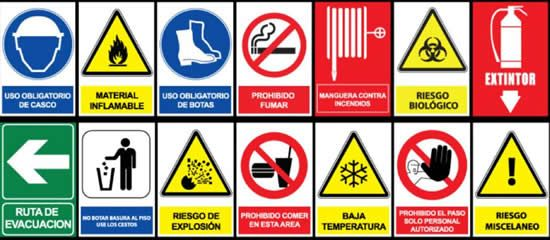 USO OBLIGATORIO
DE CASCO
MATERIAL
INFLAMABLE
USO OBLIGATORIO
DE BOTAS
PROHIBIDO
FUMAR
MANGUERA CONTRA
INCENDIOS
RIESGO
BIOLÓGICO
EXTINTOR
RUTA DE
EVACUACION
NO BOTAR BASURA AL PISO
USE LOS CESTOS
RIESGO DE
EXPLOSIÓN
PROHIBIDO COMER
EN ESTA AREA
BAJA
TEMPERATURA
PROHIBIDO EL PASO
SOLO PERSONAL
AUTORIZADO
RIESGO
MISCELANEO